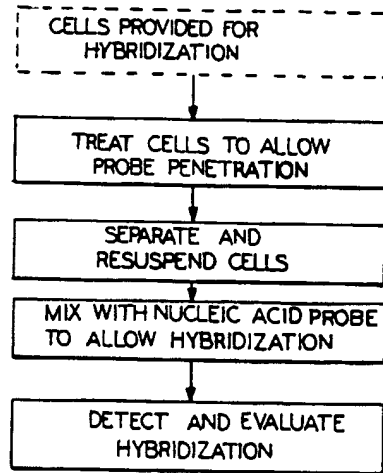 CELLS PROVIDED FOR
HYBRIDIZATION
TREAT CELLS TO ALLOW
PROBE PENETRATION
SEPARATE AND
RESUSPEND CELLS
MIX WITH NUCLEIC ACID PROBE
TO ALLOW HYBRIDIZATION
DETECT AND EVALUATE
HYBRIDIZATION